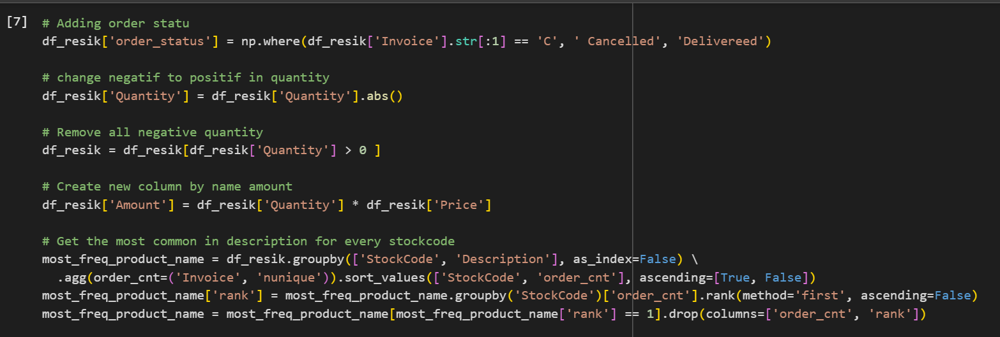 [7]
# Adding order statu
df_resik['order_status'] = np.where(df_resik['Invoice'].str[:1] == 'C', ' Cancelled', 'Delivereed')
# change negatif to positif in quantity
df_resik['Quantity'] = df_resik['Quantity'].abs()
# Remove all negative quantity
df_resik = df_resik[df_resik['Quantity'] > 0 ]
# Create new column by name amount
df_resik['Amount'] = df_resik['Quantity'] * df_resik['Price']
# Get the most common in description for every stockcode
most_freq_product_name = df_resik.groupby(['StockCode', 'Description'], as_index=False) \
  .agg(order_cnt=('Invoice', 'nunique')).sort_values(['StockCode', 'order_cnt'], ascending=[True, False])
most_freq_product_name['rank'] = most_freq_product_name.groupby('StockCode')['order_cnt'].rank(method='first', ascending=False)
most_freq_product_name = most_freq_product_name[most_freq_product_name['rank'] == 1].drop(columns=['order_cnt', 'rank'])